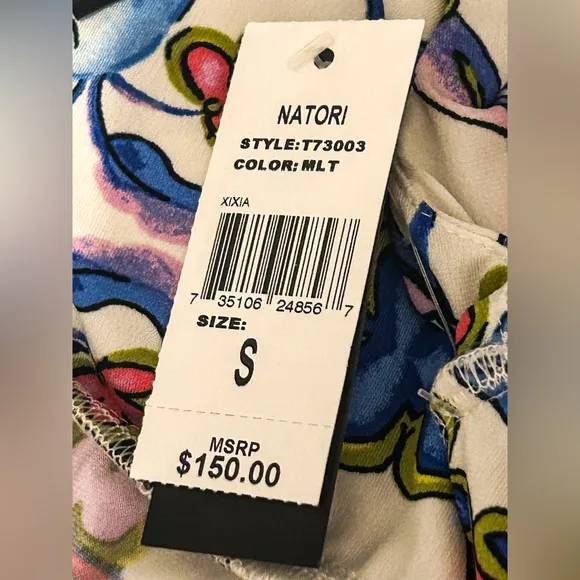 NATORI
STYLE:T73003
COLOR: MLT
XIXIA
7 35106 24856 7
SIZE:
S
MSRP
$150.00